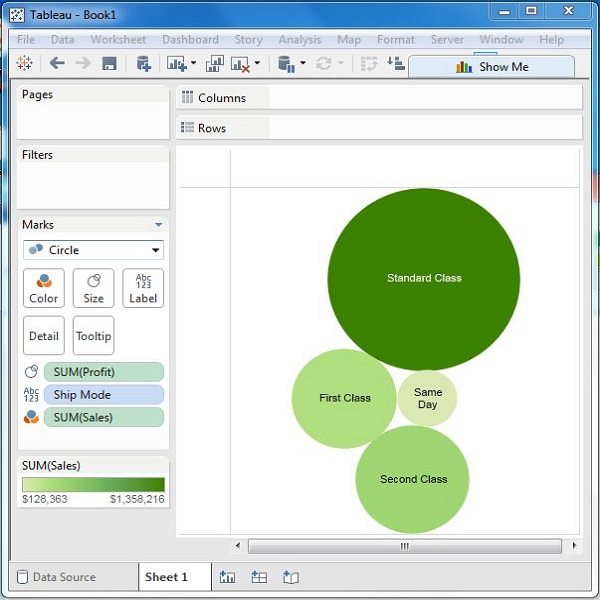 Tableau - Book1
File Data Worksheet Dashboard Story Analysis Map Format Server Window Help
Show Me
Pages
Columns
Rows
Filters
Marks
Circle
Color Size Abc 123 Label
Detail Tooltip
SUM(Profit)
Abc 123 Ship Mode
SUM(Sales)
SUM(Sales)
$128,363 $1,358,216
Standard Class
First Class
Same
Day
Second Class
Data Source Sheet 1